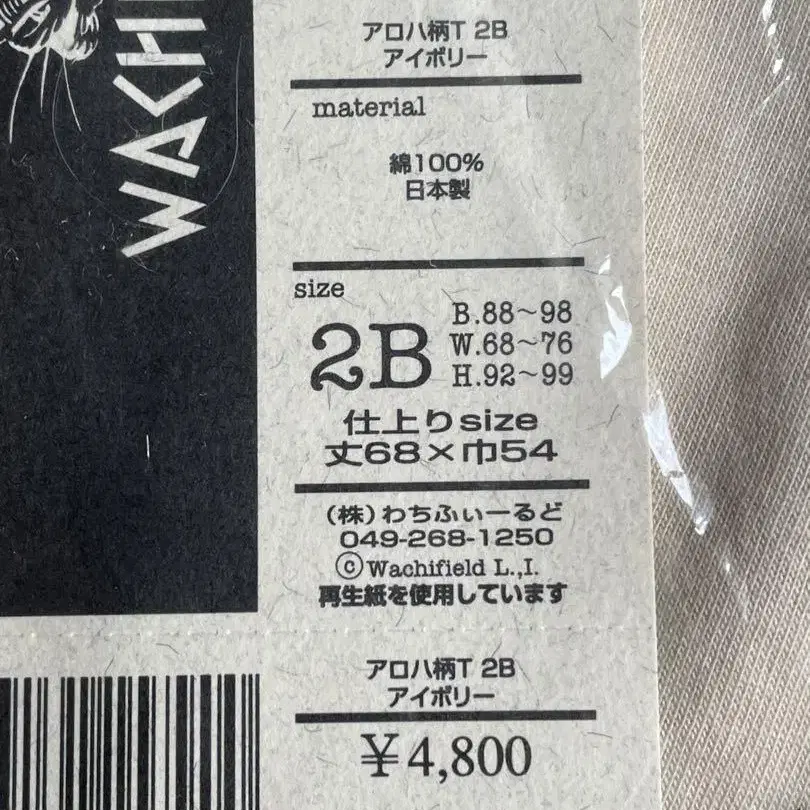 WACHI
アロハ柄T 2B
アイボリー
material
綿100%
日本製
size
2B
B.88~98
W.68~76
H.92~99
仕上りsize
丈68×巾54
(株)わちふぃーるど
049-268-1250
©Wachifield L.,I.
再生紙を使用しています
アロハ柄T 2B
アイボリー
¥4,800